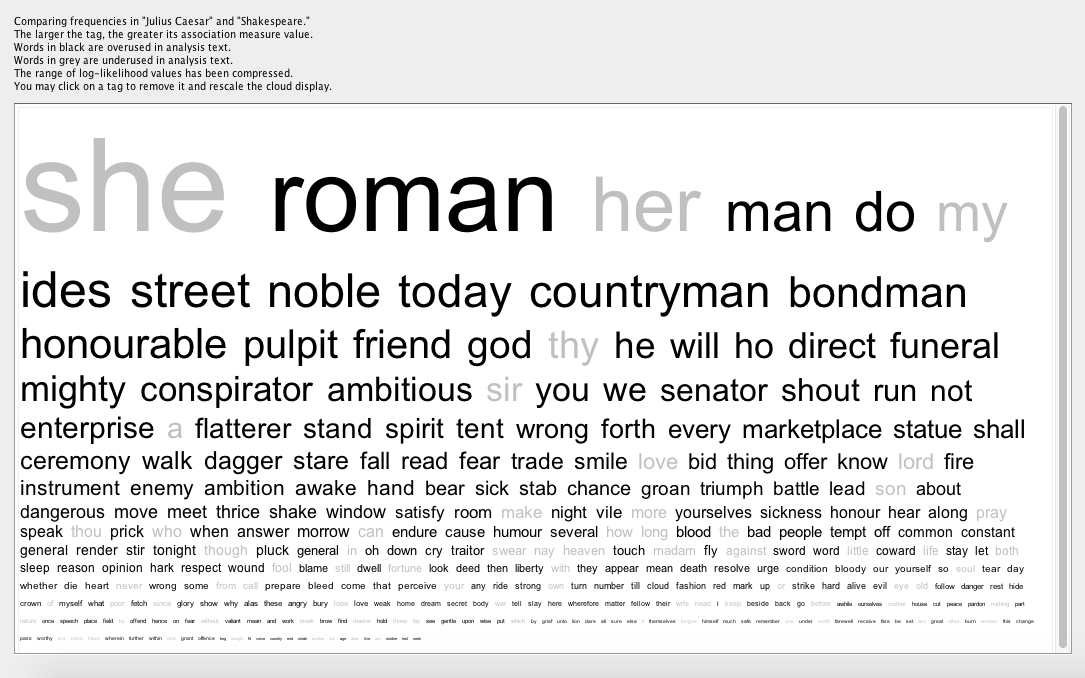 Comparing frequencies in "Julius Caesar" and "Shakespeare."
The larger the tag, the greater its association measure value.
Words in black are overused in analysis text.
Words in grey are underused in analysis text.
The range of log-likelihood values has been compressed.
You may click on a tag to remove it and rescale the cloud display.
she roman her man do my
ides street noble today countryman bondman
honourable pulpit friend god thy he will ho direct funeral
mighty conspirator ambitious sir you we senator shout run not
enterprise a flatterer stand spirit tent wrong forth every marketplace statue shall
ceremony walk dagger stare fall read fear trade smile love bid thing offer know lord fire
instrument enemy ambition awake hand bear sick stab chance groan triumph battle lead son about
dangerous move meet thrice shake window satisfy room make night vile more yourselves sickness honour hear along pray
speak thou prick who when answer morrow can endure cause humour several how long blood the bad people tempt off common constant
general render stir tonight though pluck general in oh down cry traitor swear nay heaven touch madam fly against sword word little coward life stay let both
sleep reason opinion hark respect wound fool blame still dwell fortune look deed then liberty with they appear mean death resolve urge condition bloody our yourself so soul tear day
whether die heart never wrong some from call prepare bleed come that perceive your any ride strong own turn number till cloud fashion red mark up or strike hard alive evil eye old follow danger rest hide
crown of myself what poor fetch since glory show why alas these angry bury lose love weak home dream secret body war tell slay here wherefore matter fellow their wife head i keep beside back go before awhile ourselves mother house cut peace pardon nothing part
nature once speech place field to offend hence on fear without valiant mean and work break brow find master hold those lay see gentle upon wise put which by grief unto lion dare all sure else if themselves tongue himself much safe remember under earth farewell receive fare be set great other burn woman this change
pass worthy no none have wherein further within grant offence